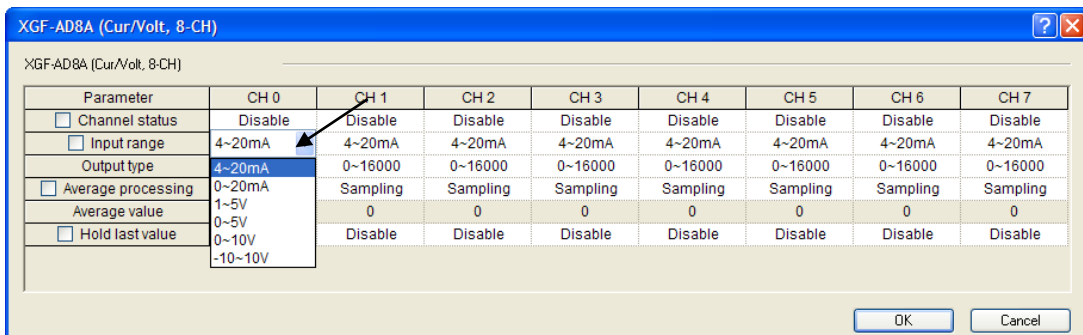 XGF-AD8A (Cur/Volt, 8-CH)
XGF-AD8A (Cur/Volt, 8-CH)
Parameter CH 0 CH 1 CH 2 CH 3 CH 4 CH 5 CH 6 CH 7
Channel status Disable Disable Disable Disable Disable Disable Disable Disable
Input range 4~20mA 4~20mA 4~20mA 4~20mA 4~20mA 4~20mA 4~20mA 4~20mA
Output type 4~20mA 0~16000 0~16000 0~16000 0~16000 0~16000 0~16000 0~16000
Average processing 0~20mA Sampling Sampling Sampling Sampling Sampling Sampling Sampling
1~5V
Average value 0 0 0 0 0 0 0
0~5V
Hold last value 0~10V Disable Disable Disable Disable Disable Disable Disable
-10~10V
OK Cancel